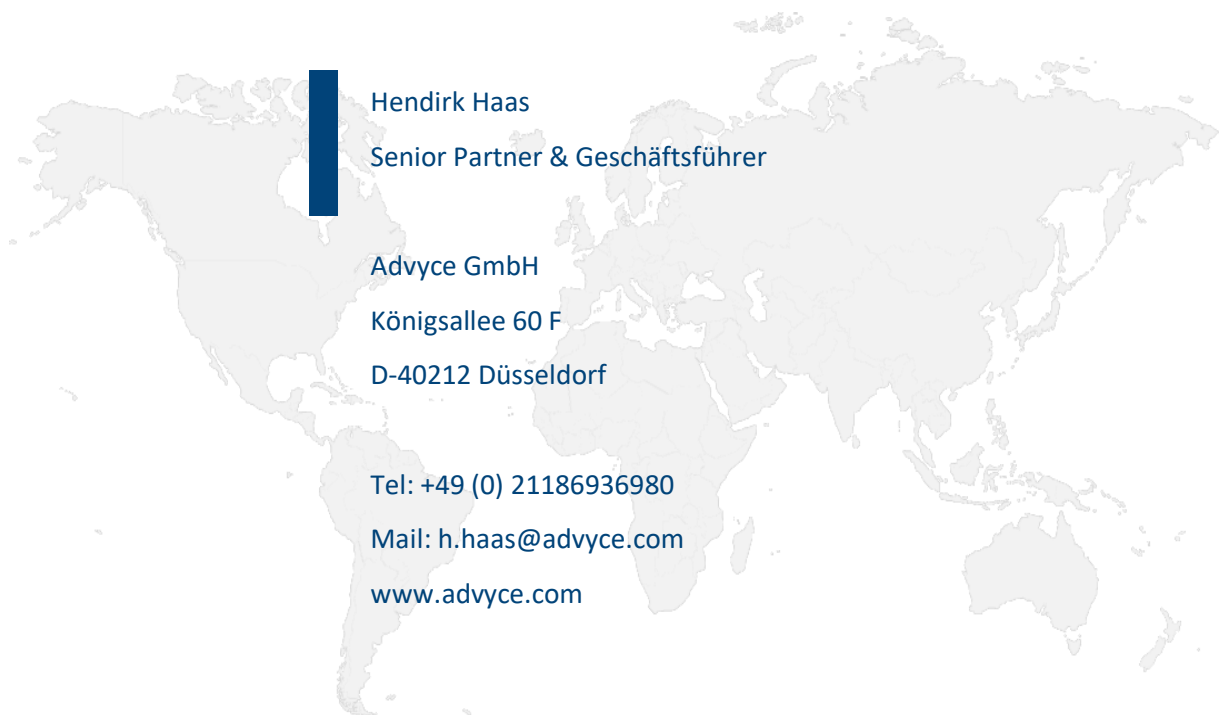 Hendirk Haas
Senior Partner & Geschäftsführer
Advyce GmbH
Königsallee 60 F
D-40212 Düsseldorf
Tel: +49 (0) 21186936980
Mail: h.haas@advyce.com
www.advyce.com